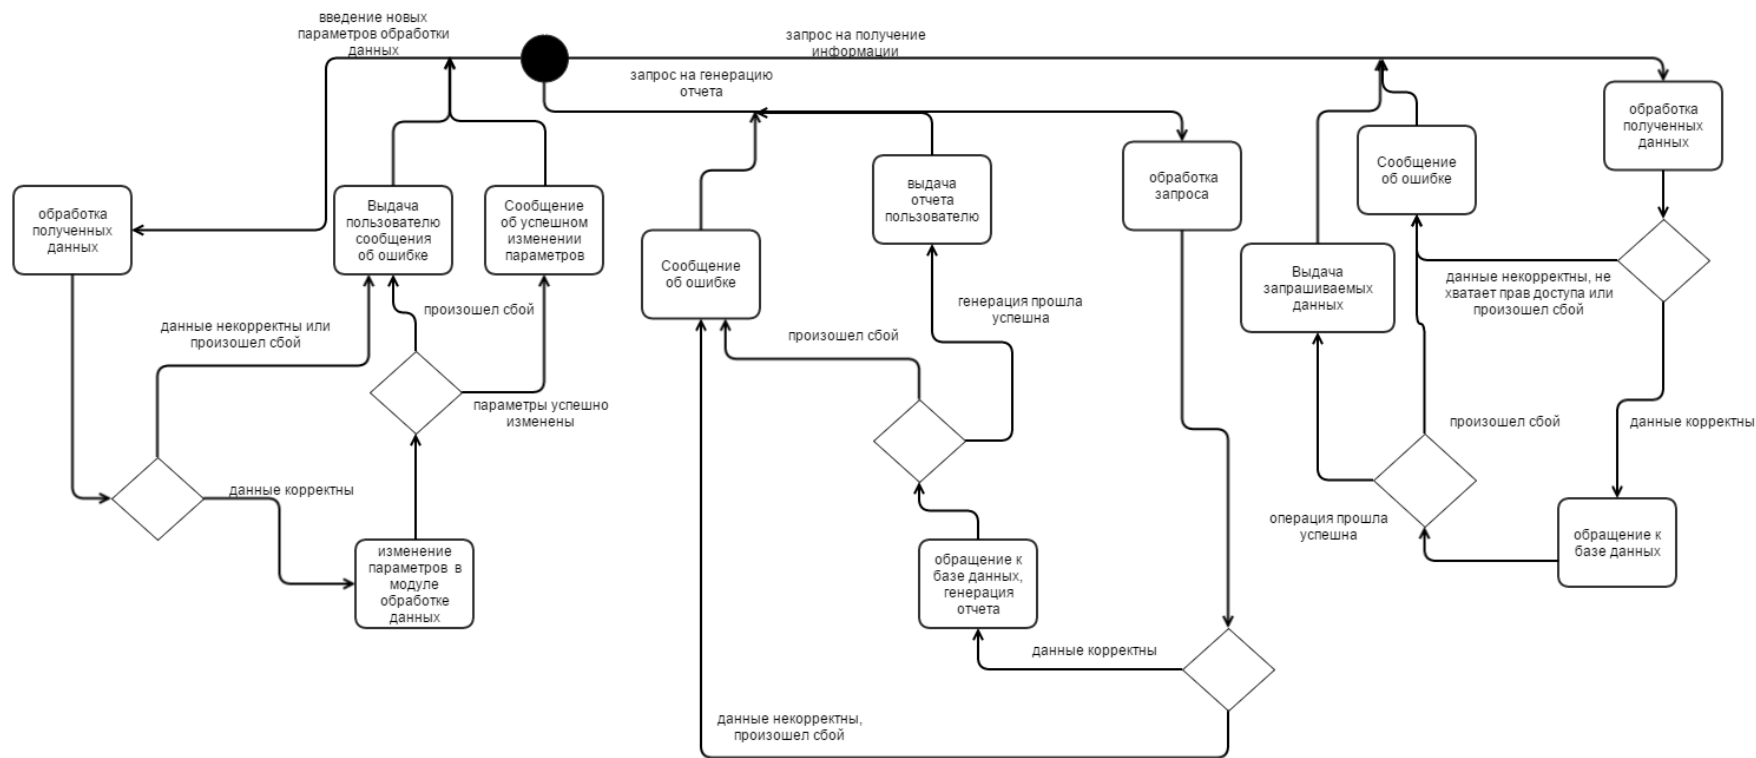 введение новых
параметров обработки
данных
запрос на получение
информации
запрос на генерацию
отчета
обработка
полученных
данных
Сообщение
об ошибке
обработка
запроса
выдача
отчета
пользователю
обработка
полученных
данных
Выдача
пользователю
сообщения
об ошибке
Сообщение
об успешном
изменении
параметров
Сообщение
об ошибке
Выдача
запрашиваемых
данных
данные некорректны, не
хватает прав доступа или
произошел сбой
генерация прошла
успешна
произошел сбой
данные некорректны или
произошел сбой
произошел сбой
параметры успешно
изменены
произошел сбой
данные корректны
данные корректны
операция прошла
успешна
обращение к
базе данных
изменение
параметров в
модуле
обработке
данных
обращение к
базе данных,
генерация
отчета
данные корректны
данные некорректны,
произошел сбой